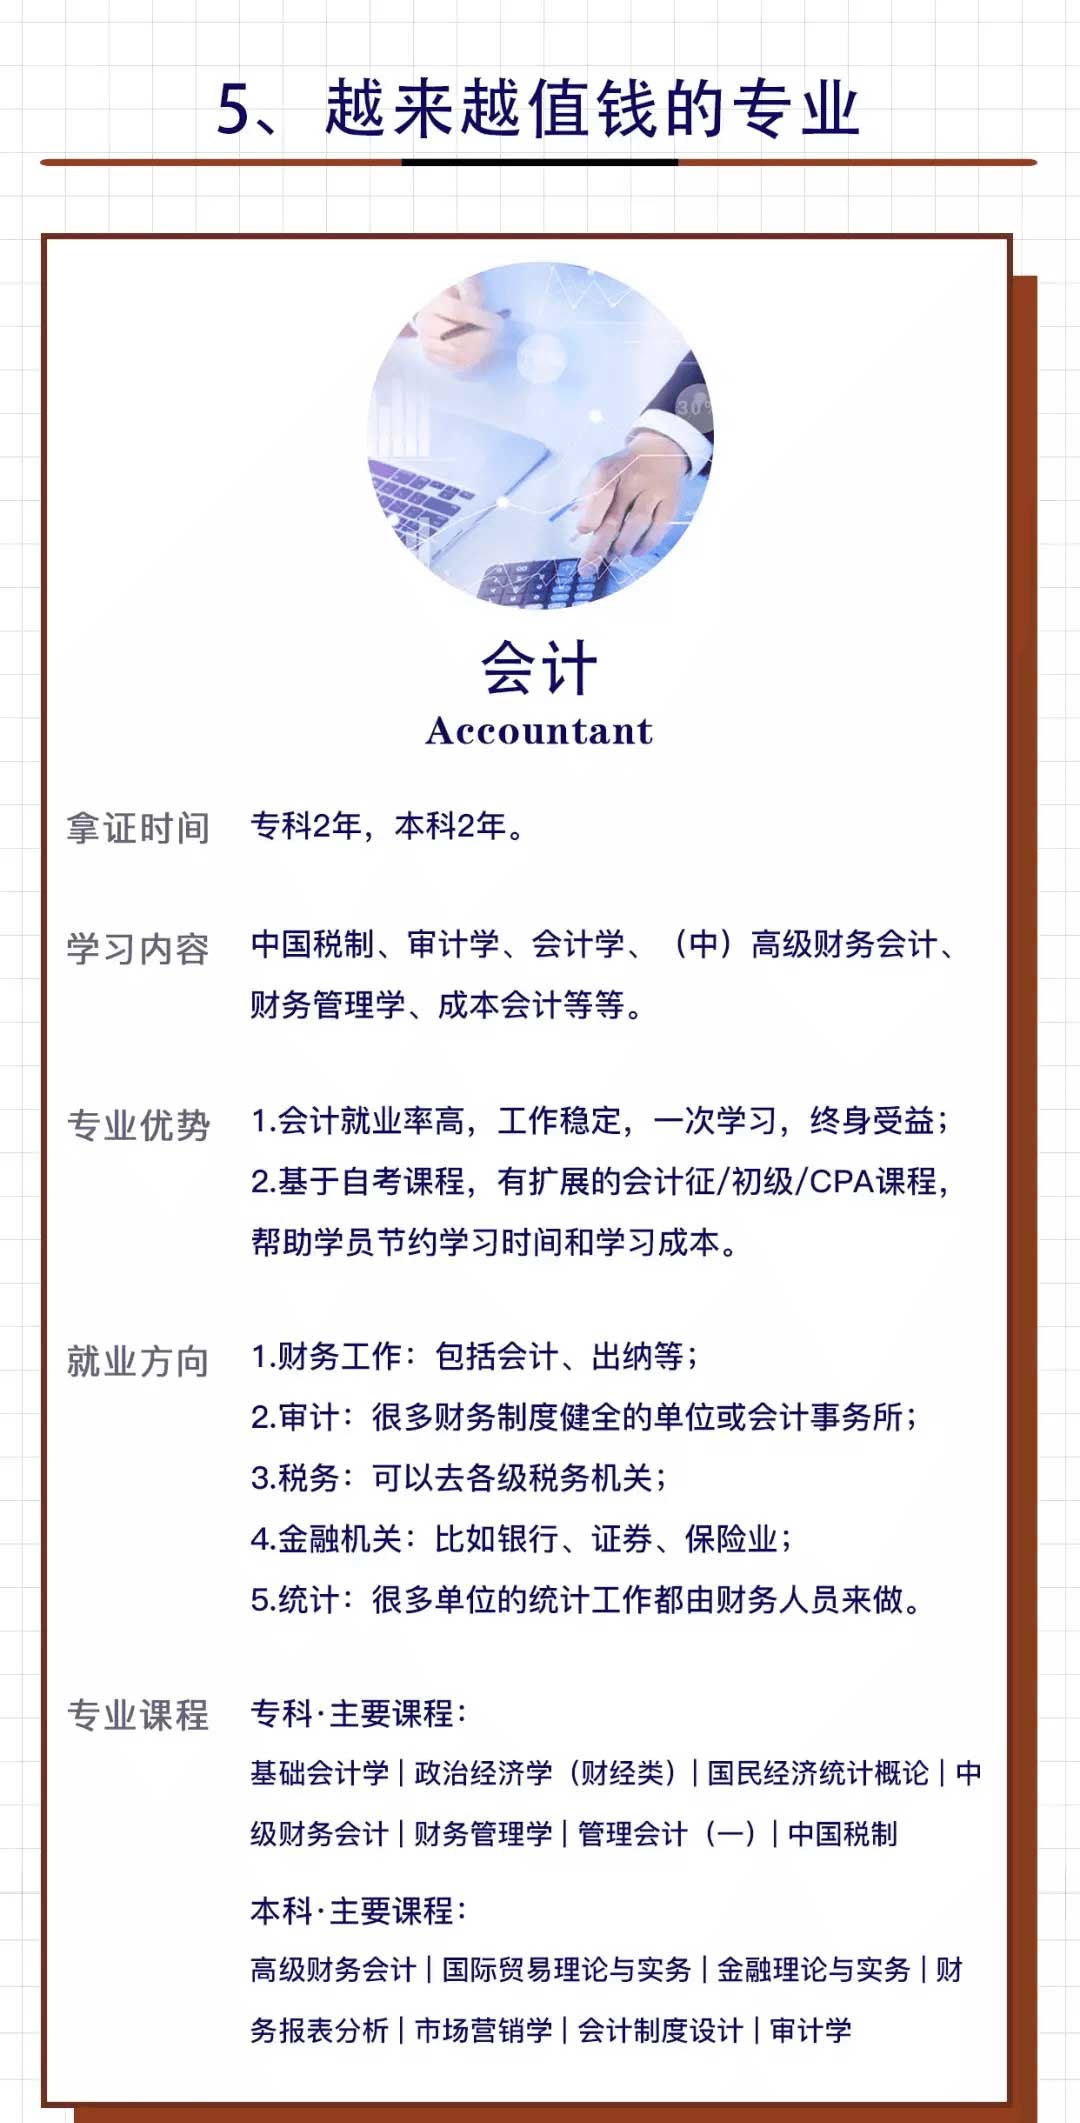 5、越来越值钱的专业
30%
会计
Accountant
拿证时间
专科2年，本科2年。
学习内容
中国税制、审计学、会计学、（中）高级财务会计、
财务管理学、成本会计等等。
专业优势
1.会计就业率高，工作稳定，一次学习，终身受益；
2.基于自考课程，有扩展的会计征/初级/CPA课程，
帮助学员节约学习时间和学习成本。
就业方向
1.财务工作：包括会计、出纳等；
2.审计：很多财务制度健全的单位或会计事务所；
3.税务：可以去各级税务机关；
4.金融机关：比如银行、证券、保险业；
5.统计：很多单位的统计工作都由财务人员来做。
专业课程
专科·主要课程：
基础会计学 | 政治经济学（财经类）| 国民经济统计概论 | 中
级财务会计 | 财务管理学 | 管理会计（一）| 中国税制
本科·主要课程：
高级财务会计 | 国际贸易理论与实务 | 金融理论与实务 | 财
务报表分析 | 市场营销学 | 会计制度设计 | 审计学